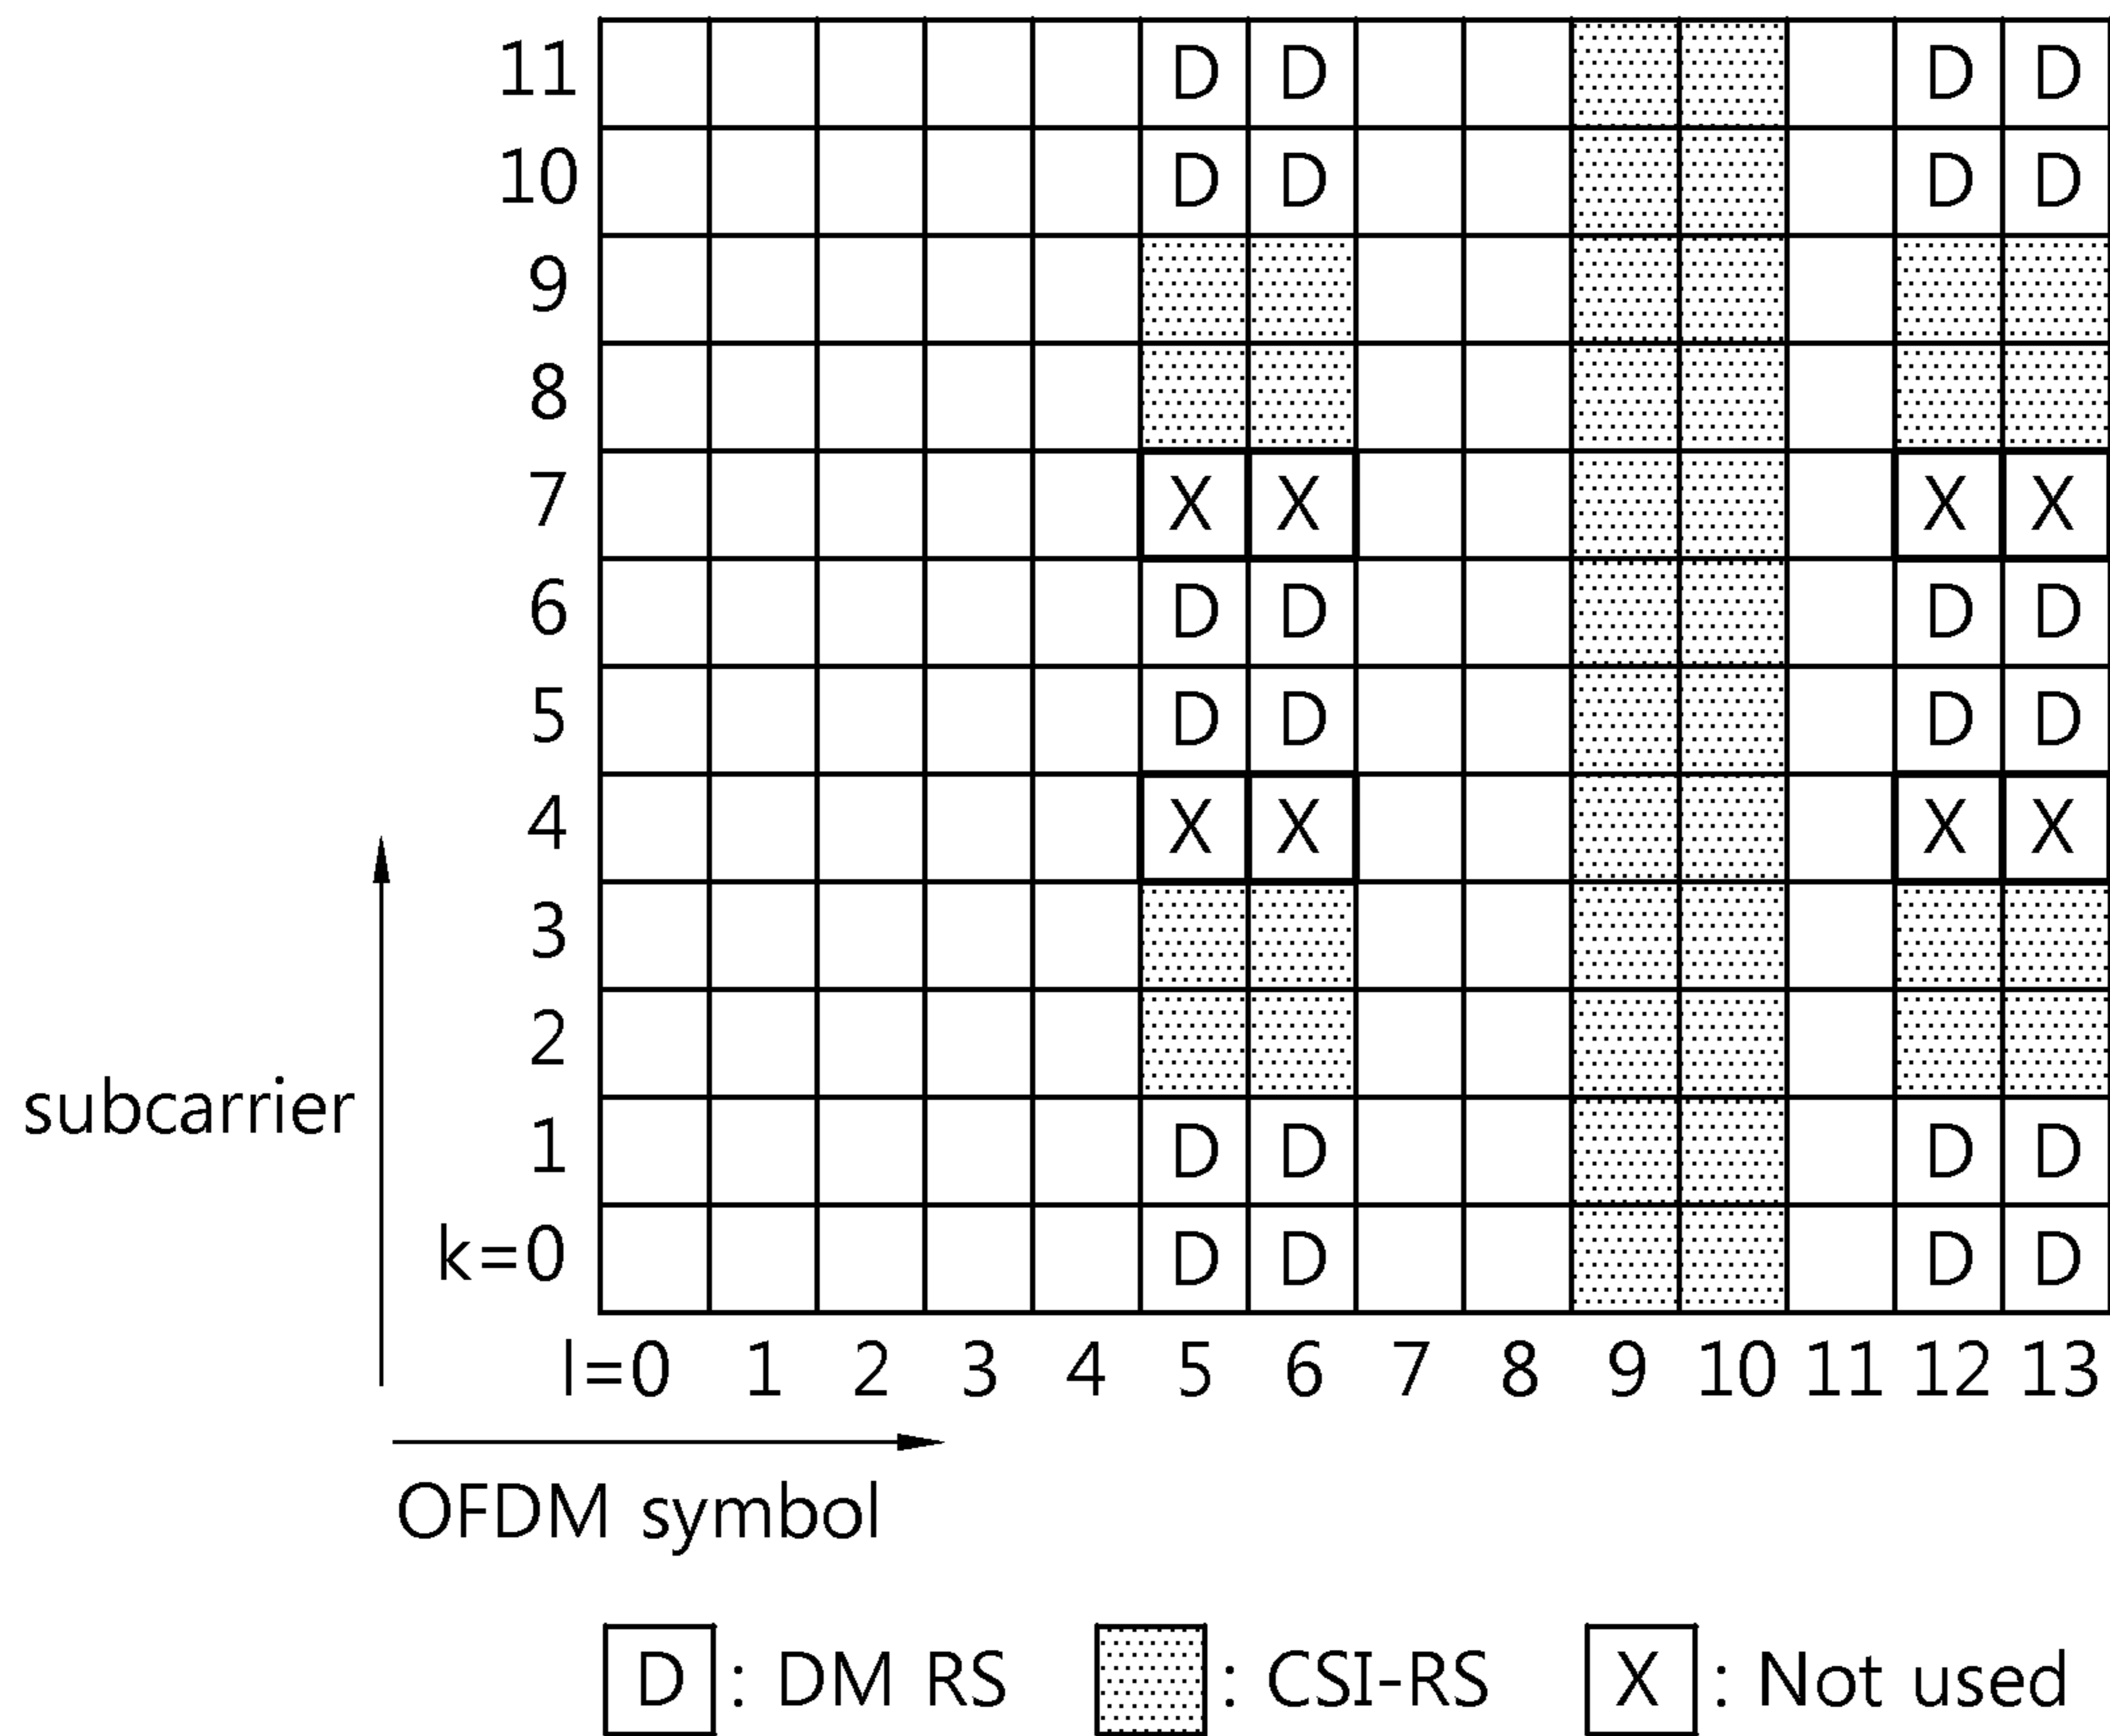 11 D D D D
10 D D D D
9
8
7 X X X X
6 D D D D
5 D D D D
4 X X X X
3
2
1 D D D D
k=0 D D D D
subcarrier
l=0 1 2 3 4 5 6 7 8 9 10 11 12 13
OFDM symbol
D : DM RS : CSI-RS X : Not used